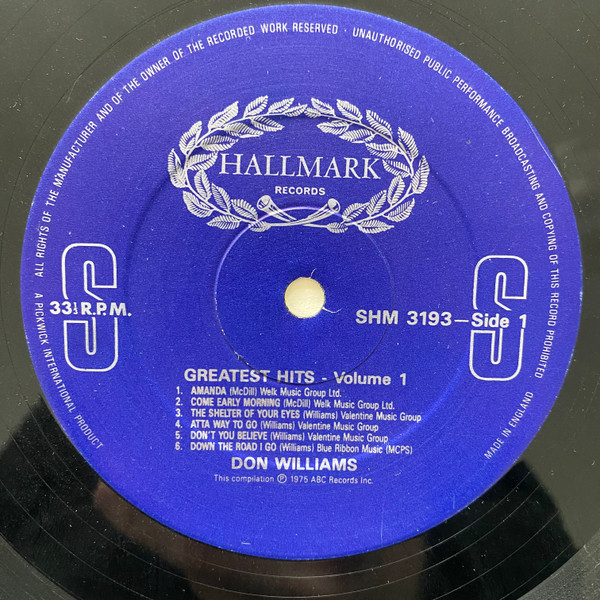 ALL RIGHTS OF THE MANUFACTURER AND OF THE OWNER OF THE RECORDED WORK RESERVED · UNAUTHORISED PUBLIC PERFORMANCE BROADCASTING AND COPYING OF THIS RECORD PROHIBITED
HALLMARK
RECORDS
S
33⅓ R.P.M.
S
SHM 3193—Side 1
GREATEST HITS - Volume 1
1. AMANDA (McDill) Welk Music Group Ltd.
2. COME EARLY MORNING (McDill) Welk Music Group Ltd.
3. THE SHELTER OF YOUR EYES (Williams) Valentine Music Group
4. ATTA WAY TO GO (Williams) Valentine Music Group
5. DON'T YOU BELIEVE (Williams) Valentine Music Group
6. DOWN THE ROAD I GO (Williams) Blue Ribbon Music (MCPS)
DON WILLIAMS
This compilation ℗ 1975 ABC Records Inc.
A PICKWICK INTERNATIONAL PRODUCT
MADE IN ENGLAND